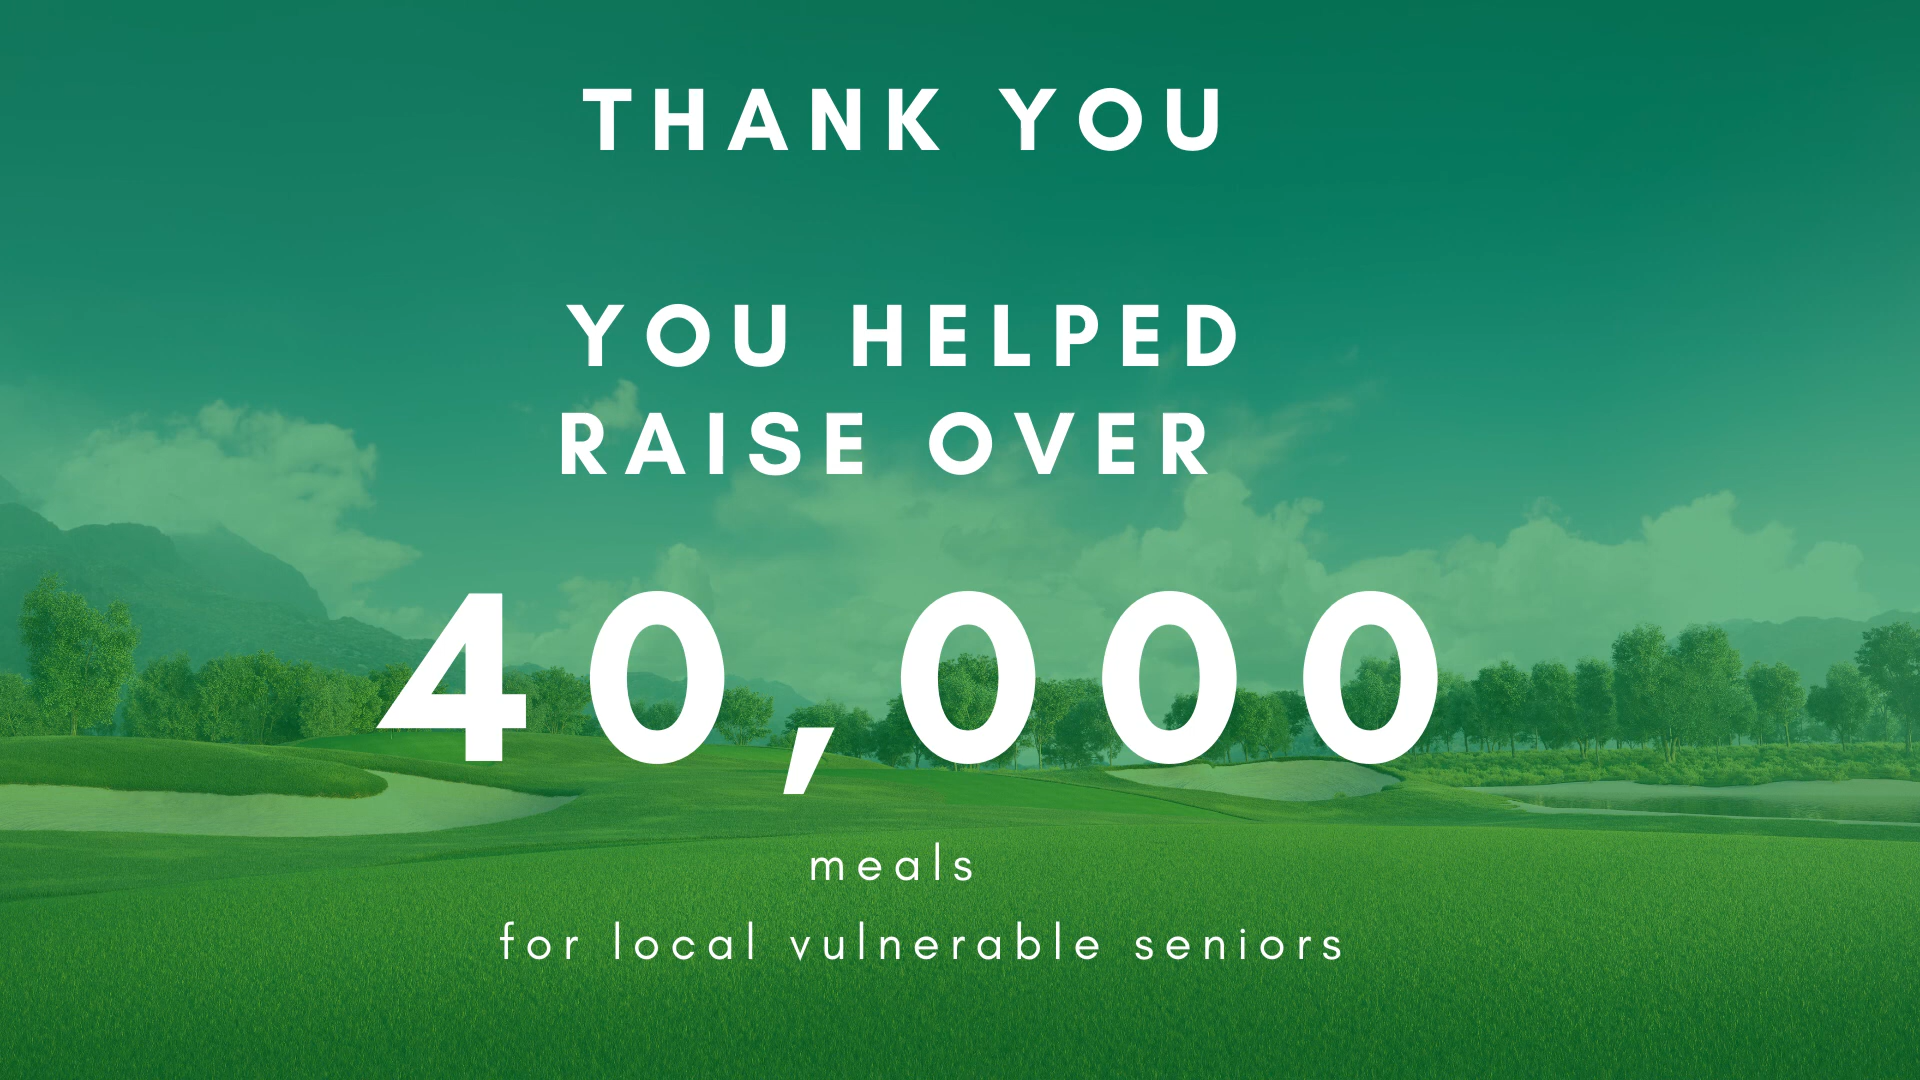 THANK YOU
YOU HELPED
RAISE OVER
40,000
meals
for local vulnerable seniors